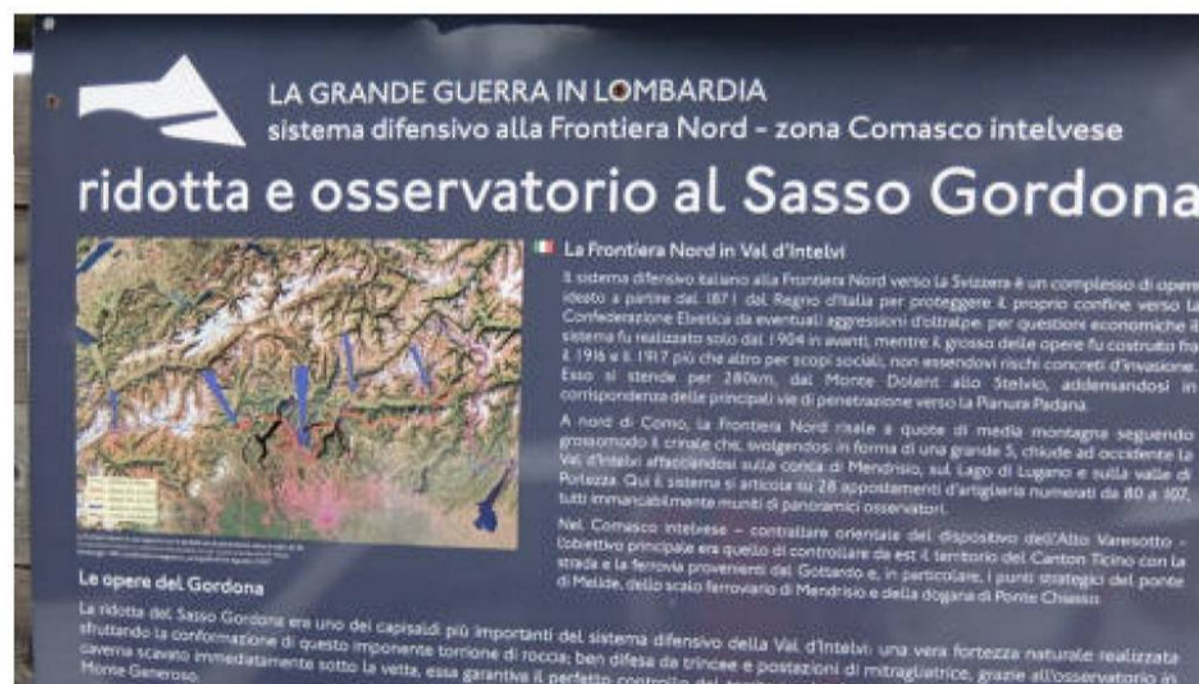 LA GRANDE GUERRA IN LOMBARDIA
sistema difensivo alla Frontiera Nord - zona Comasco intelvese
ridotta e osservatorio al Sasso Gordona
La Frontiera Nord in Val d'Intelvi
Il sistema difensivo italiano alla Frontiera Nord verso la Svizzera è un complesso di opere
ideato a partire dal 1871 dal Regno d'Italia per proteggere il proprio confine verso la
Confederazione Elvetica da eventuali aggressioni d'oltralpe: per questioni economiche il
sistema fu realizzato solo dal 1904 in avanti, mentre il grosso delle opere fu costruito fra
il 1916 e il 1917 più che altro per scopi sociali, non essendovi rischi concreti d'invasione.
Esso si stende per 280km, dal Monte Dolent allo Stelvio, addensandosi in
corrispondenza delle principali vie di penetrazione verso la Pianura Padana.
A nord di Como, la Frontiera Nord risale a quote di media montagna seguendo
grossomodo il crinale che, svolgendosi in forma di una grande S, chiude ad occidente la
Val d'Intelvi affacciandosi sulla conca di Mendrisio, sul Lago di Lugano e sulla valle di
Porlezza. Qui il sistema si articola su 28 appostamenti d'artiglieria numerati da 80 a 107,
tutti immancabilmente muniti di panoramici osservatori.
Nel Comasco intelvese - contraltare orientale del dispositivo dell'Alto Varesotto -
l'obiettivo principale era quello di controllare da est il territorio del Canton Ticino con la
strada e la ferrovia provenienti dal Gottardo e, in particolare, i punti strategici del ponte
di Melide, dello scalo ferroviario di Mendrisio e della dogana di Ponte Chiasso.
Le opere del Gordona
La ridotta del Sasso Gordona era uno dei capisaldi più importanti del sistema difensivo della Val d'Intelvi: una vera fortezza naturale realizzata
sfruttando la conformazione di questo imponente torrione di roccia; ben difesa da trincee e postazioni di mitragliatrice, grazie all'osservatorio in
caverna scavato immediatamente sotto la vetta, essa garantiva il perfetto controllo del
Monte Generoso.